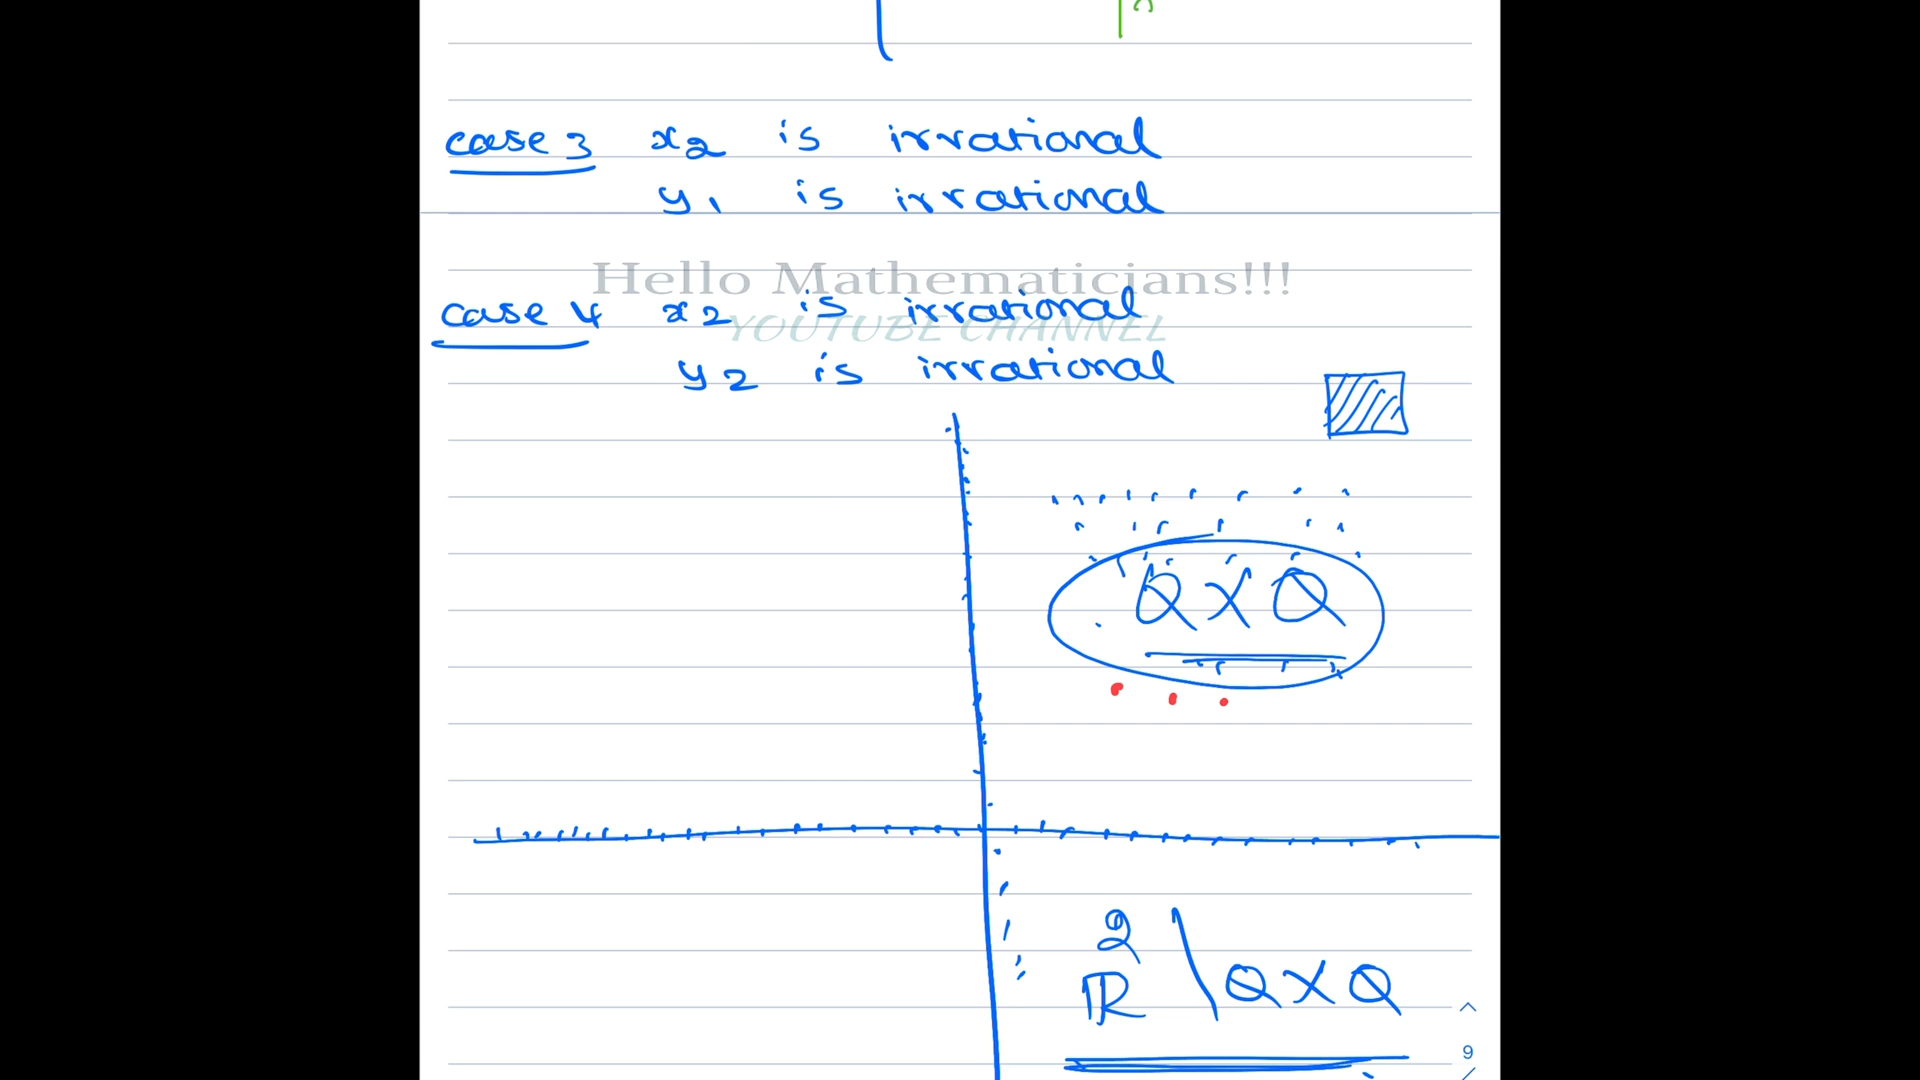 case 3 x2 is irrational
y1 is irrational
Hello Mathematicians!!!
case 4 x2 is irrational
YOUTUBE CHANNEL
y2 is irrational
Q X Q
ℝ² \ Q X Q
9